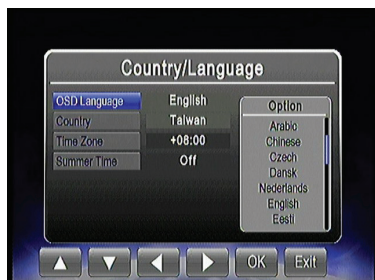 Country/Language
OSD Language English
Country Taiwan
Time Zone +08:00
Summer Time Off
Option
Arabic
Chinese
Czech
Dansk
Nederlands
English
Eesti
OK Exit